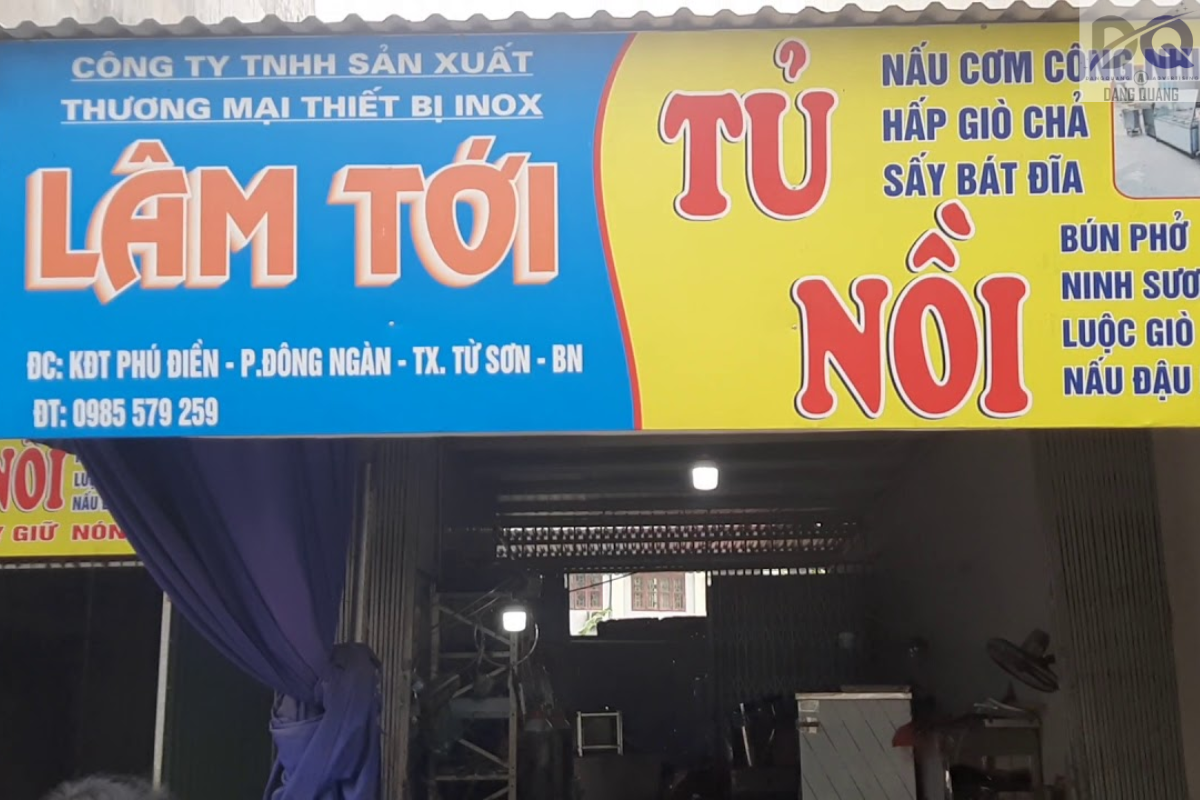 CÔNG TY TNHH SẢN XUẤT
THƯƠNG MẠI THIẾT BỊ INOX
LÂM TỚI
ĐC: KĐT PHÚ ĐIỀN - P.ĐÔNG NGÀN - TX. TỪ SƠN - BN
ĐT: 0985 579 259
TỦ
NỒI
NẤU CƠM CÔNG
HẤP GIÒ CHẢ
SẤY BÁT ĐĨA
BÚN PHỞ
NINH
LUỘC GIÒ
NẤU ĐẬU
ĐQ
ĐĂNG QUANG
NỒI
NẤU
GIỮ NÓN